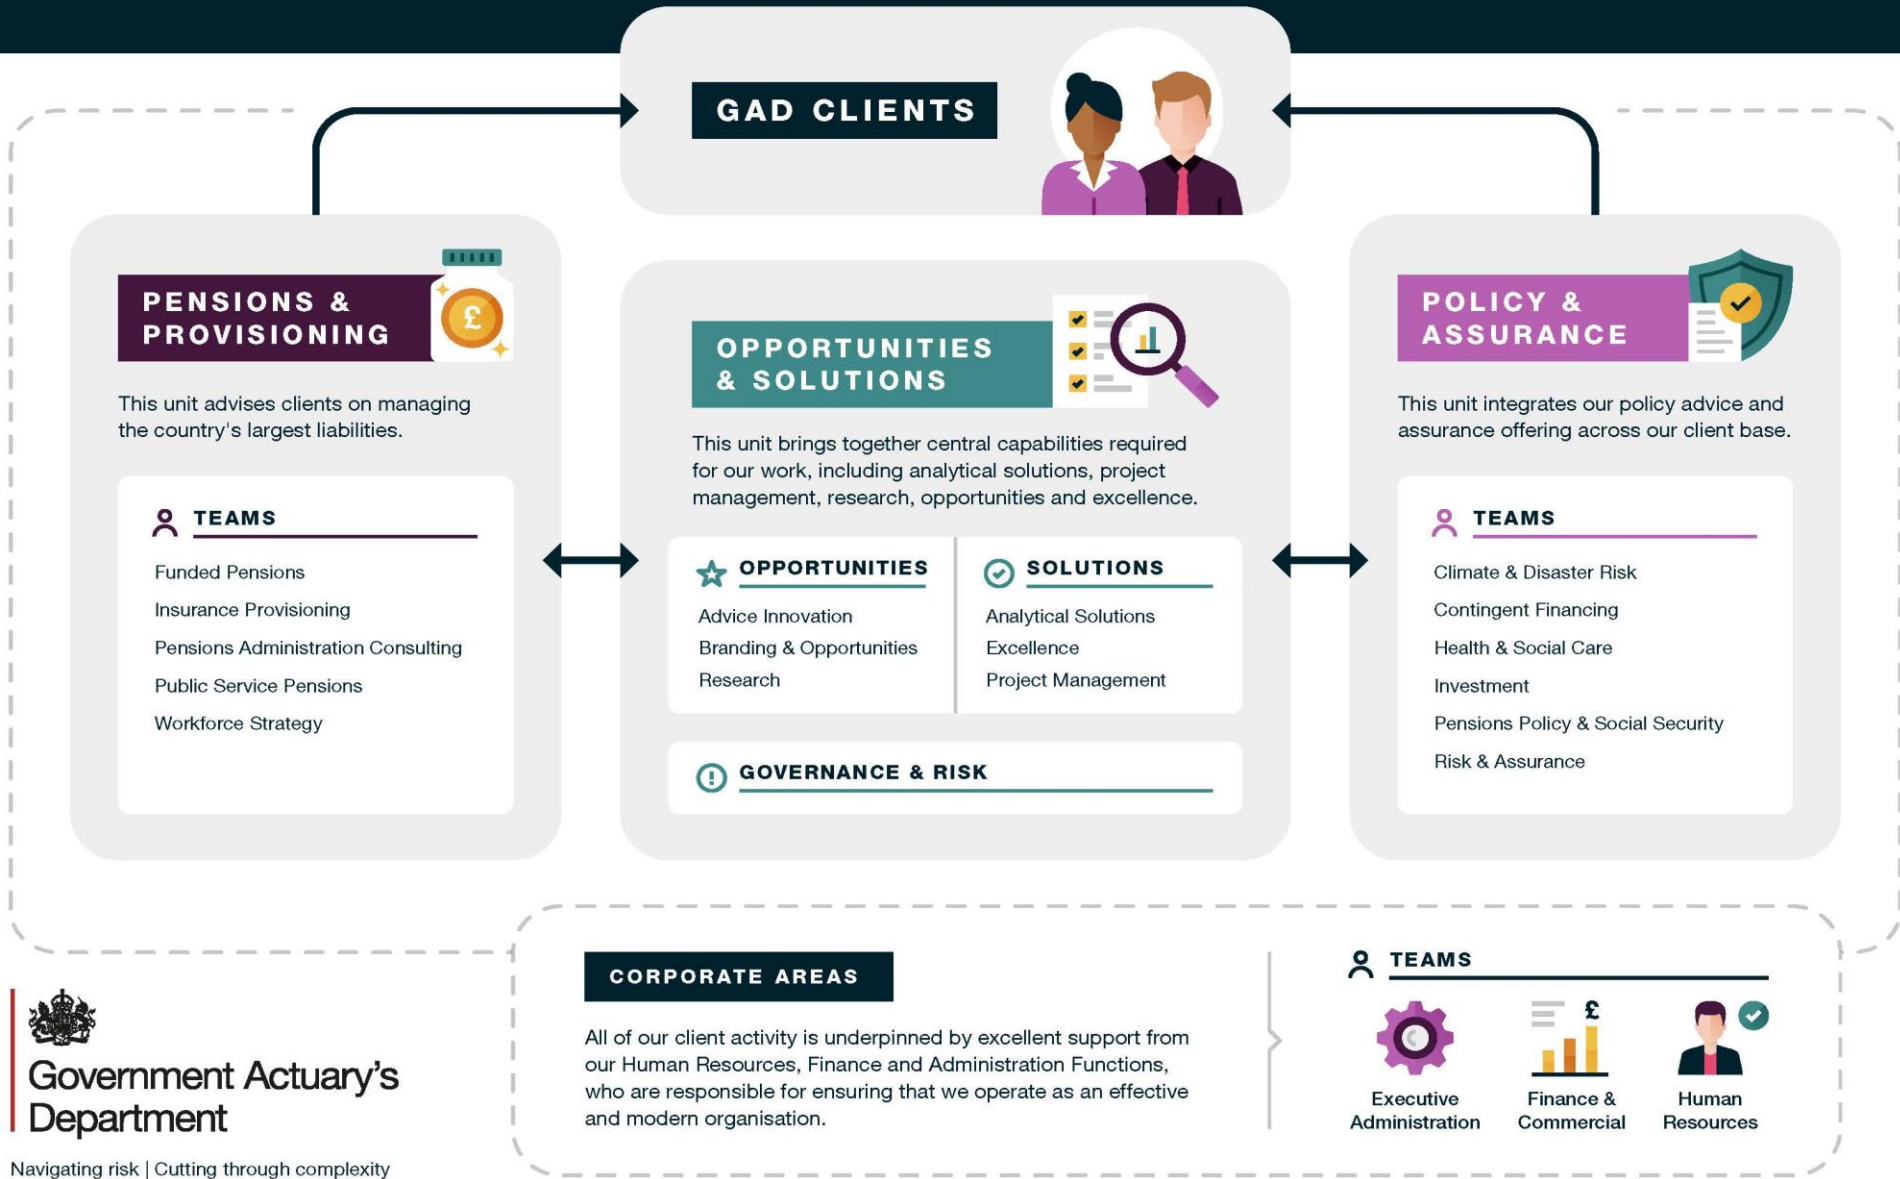 GAD CLIENTS
PENSIONS &
PROVISIONING
£
This unit advises clients on managing
the country's largest liabilities.
TEAMS
Funded Pensions
Insurance Provisioning
Pensions Administration Consulting
Public Service Pensions
Workforce Strategy
OPPORTUNITIES
& SOLUTIONS
This unit brings together central capabilities required
for our work, including analytical solutions, project
management, research, opportunities and excellence.
OPPORTUNITIES
Advice Innovation
Branding & Opportunities
Research
SOLUTIONS
Analytical Solutions
Excellence
Project Management
GOVERNANCE & RISK
POLICY &
ASSURANCE
This unit integrates our policy advice and
assurance offering across our client base.
TEAMS
Climate & Disaster Risk
Contingent Financing
Health & Social Care
Investment
Pensions Policy & Social Security
Risk & Assurance
CORPORATE AREAS
All of our client activity is underpinned by excellent support from
our Human Resources, Finance and Administration Functions,
who are responsible for ensuring that we operate as an effective
and modern organisation.
TEAMS
Executive
Administration
£
Finance &
Commercial
Human
Resources
Government Actuary's
Department
Navigating risk | Cutting through complexity